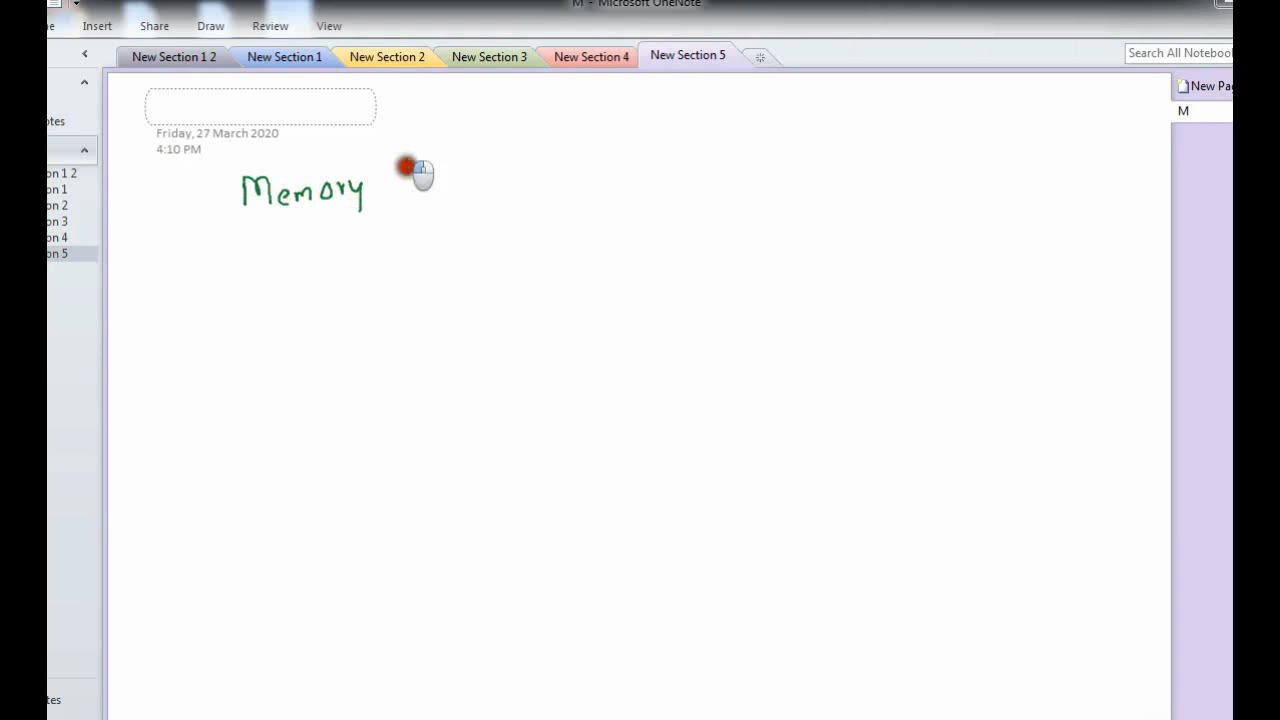 M - Microsoft OneNote
Insert Share Draw Review View
New Section 1 2 New Section 1 New Section 2 New Section 3 New Section 4 New Section 5
Search All Notebo
New Pa
M
Friday, 27 March 2020
4:10 PM
Memory
otes
on 1 2
on 1
on 2
on 3
on 4
on 5
otes